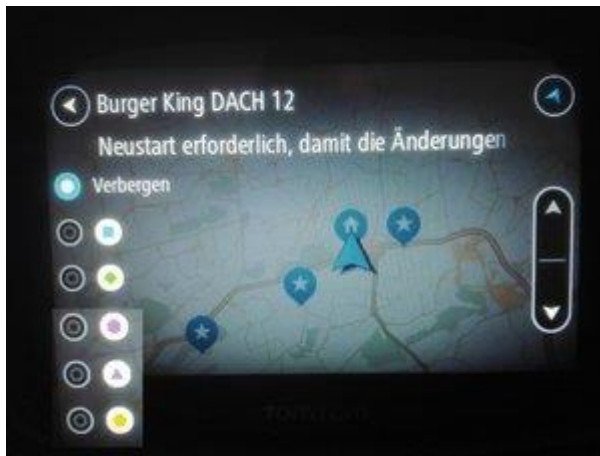 Burger King DACH 12
Neustart erforderlich, damit die Änderungen
Verbergen